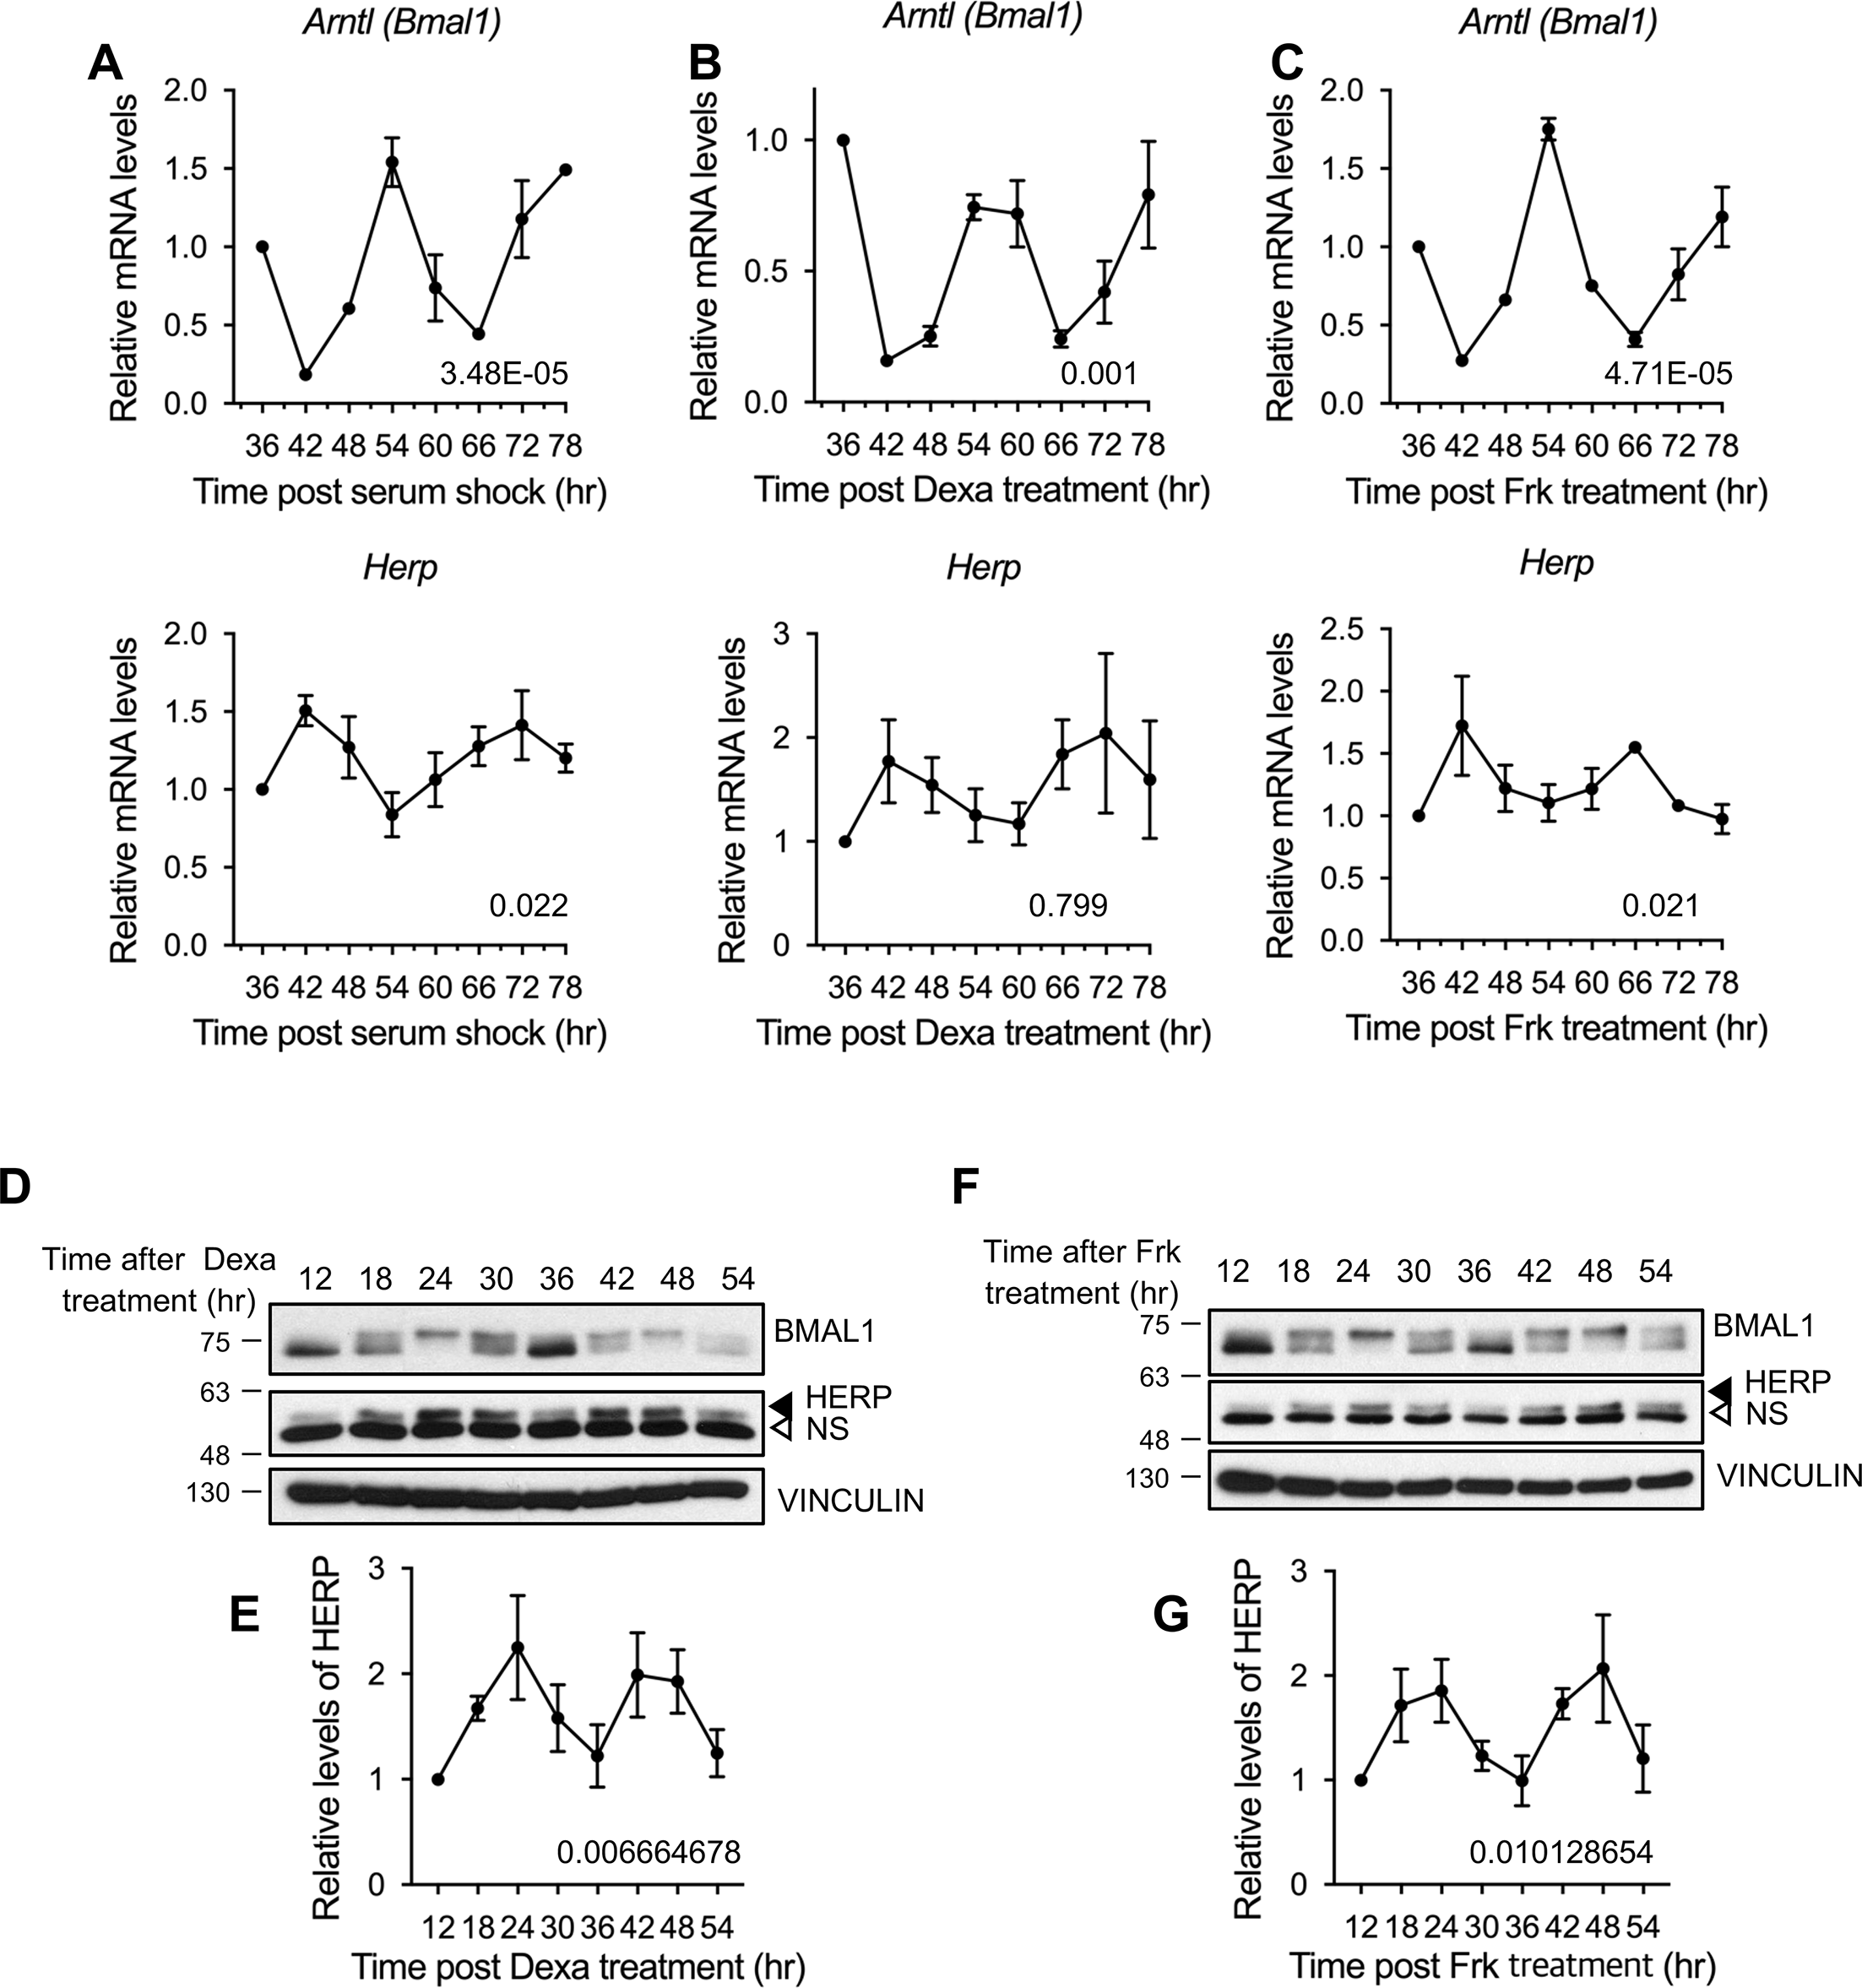 Arntl (Bmal1)
Arntl (Bmal1)
Arntl (Bmal1)
A
B
C
Relative mRNA levels
2.0
1.5
1.0
0.5
0.0
3.48E-05
36 42 48 54 60 66 72 78
Time post serum shock (hr)
Relative mRNA levels
1.0
0.5
0.0
0.001
36 42 48 54 60 66 72 78
Time post Dexa treatment (hr)
Relative mRNA levels
2.0
1.5
1.0
0.5
0.0
4.71E-05
36 42 48 54 60 66 72 78
Time post Frk treatment (hr)
Herp
Relative mRNA levels
2.0
1.5
1.0
0.5
0.0
0.022
36 42 48 54 60 66 72 78
Time post serum shock (hr)
Herp
Relative mRNA levels
3
2
1
0
0.799
36 42 48 54 60 66 72 78
Time post Dexa treatment (hr)
Herp
Relative mRNA levels
2.5
2.0
1.5
1.0
0.5
0.0
0.021
36 42 48 54 60 66 72 78
Time post Frk treatment (hr)
D
Time after Dexa
treatment (hr)
12 18 24 30 36 42 48 54
75
BMAL1
63
HERP
NS
48
130
VINCULIN
E
Relative levels of HERP
3
2
1
0
0.006664678
12 18 24 30 36 42 48 54
Time post Dexa treatment (hr)
F
Time after Frk
treatment (hr)
12 18 24 30 36 42 48 54
75
BMAL1
63
HERP
NS
48
130
VINCULIN
G
Relative levels of HERP
3
2
1
0
0.010128654
12 18 24 30 36 42 48 54
Time post Frk treatment (hr)